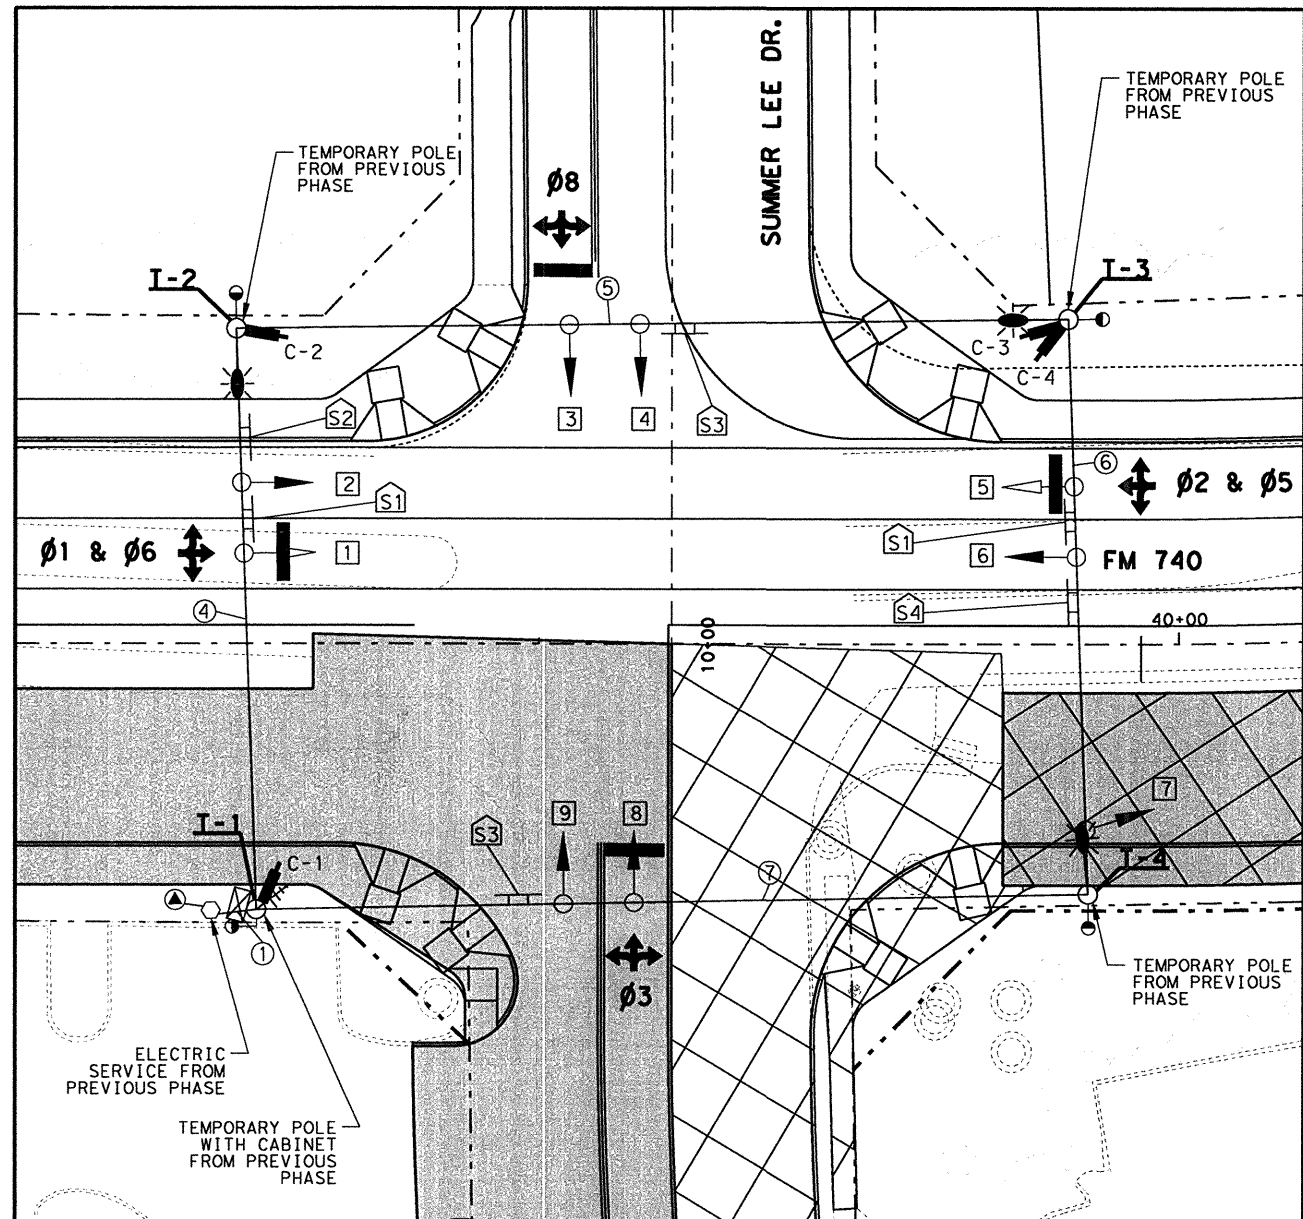 SUMMER LEE DR.
TEMPORARY POLE
FROM PREVIOUS
PHASE
TEMPORARY POLE
FROM PREVIOUS
PHASE
Ø8
T-2
T-3
5
C-2
C-3
C-4
S2
3
4
S3
6
2
S1
5
Ø2 & Ø5
Ø1 & Ø6
1
S1
6
FM 740
4
S4
40+00
10+00
7
9
8
T-1
S3
C-1
7
T-4
1
Ø3
TEMPORARY POLE
FROM PREVIOUS
PHASE
ELECTRIC
SERVICE FROM
PREVIOUS PHASE
TEMPORARY POLE
WITH CABINET
FROM PREVIOUS
PHASE